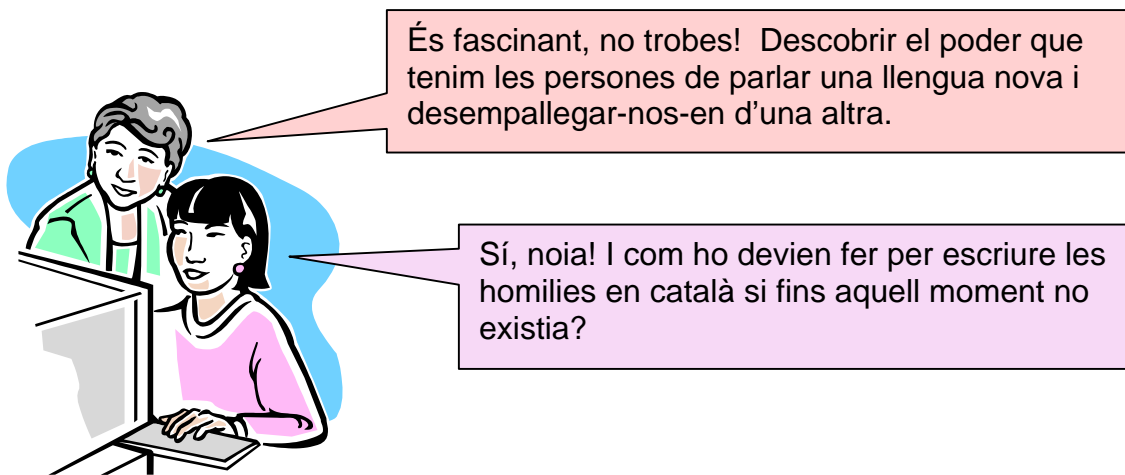 És fascinant, no trobes!  Descobrir el poder que
tenim les persones de parlar una llengua nova i
desempallegar-nos-en d’una altra.
Sí, noia! I com ho devien fer per escriure les
homilies en català si fins aquell moment no
existia?